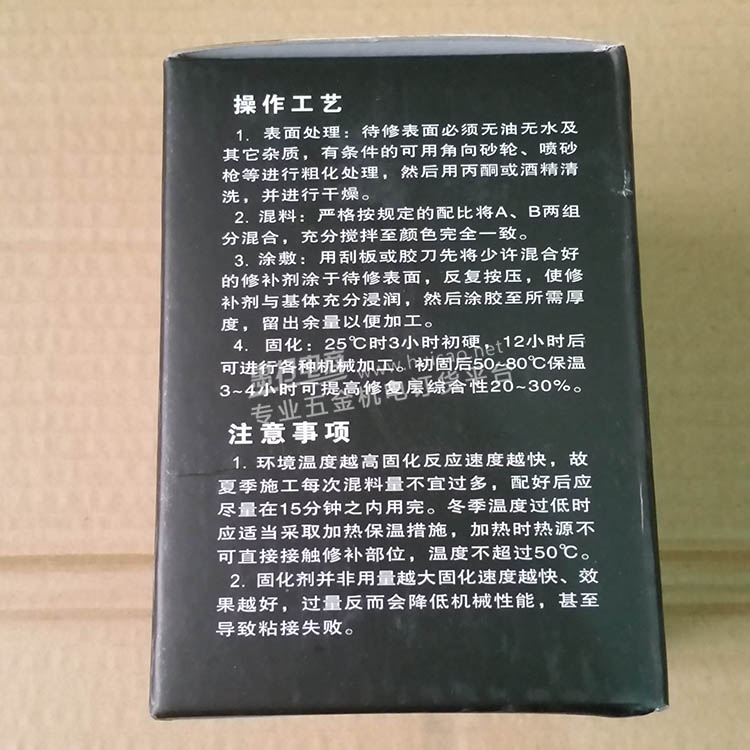 操作工艺
1. 表面处理：待修表面必须无油无水及
其它杂质，有条件的可用角向砂轮、喷砂
枪等进行粗化处理，然后用丙酮或酒精清
洗，并进行干燥。
2. 混料：严格按规定的配比将A、B两组
分混合，充分搅拌至颜色完全一致。
3. 涂敷：用刮板或胶刀先将少许混合好
的修补剂涂于待修表面，反复按压，使修
补剂与基体充分浸润，然后涂胶至所需厚
度，留出余量以便加工。
4. 固化：25℃时3小时初硬，12小时后
可进行各种机械加工。初固后50~80℃保温
3~4小时可提高修复层综合性20~30%。
专业五金机电订货平台
注意事项
1. 环境温度越高固化反应速度越快，故
夏季施工每次混料量不宜过多，配好后应
尽量在15分钟之内用完。冬季温度过低时
应适当采取加热保温措施，加热时热源不
可直接接触修补部位，温度不超过50℃。
2. 固化剂并非用量越大固化速度越快、效
果越好，过量反而会降低机械性能，甚至
导致粘接失败。